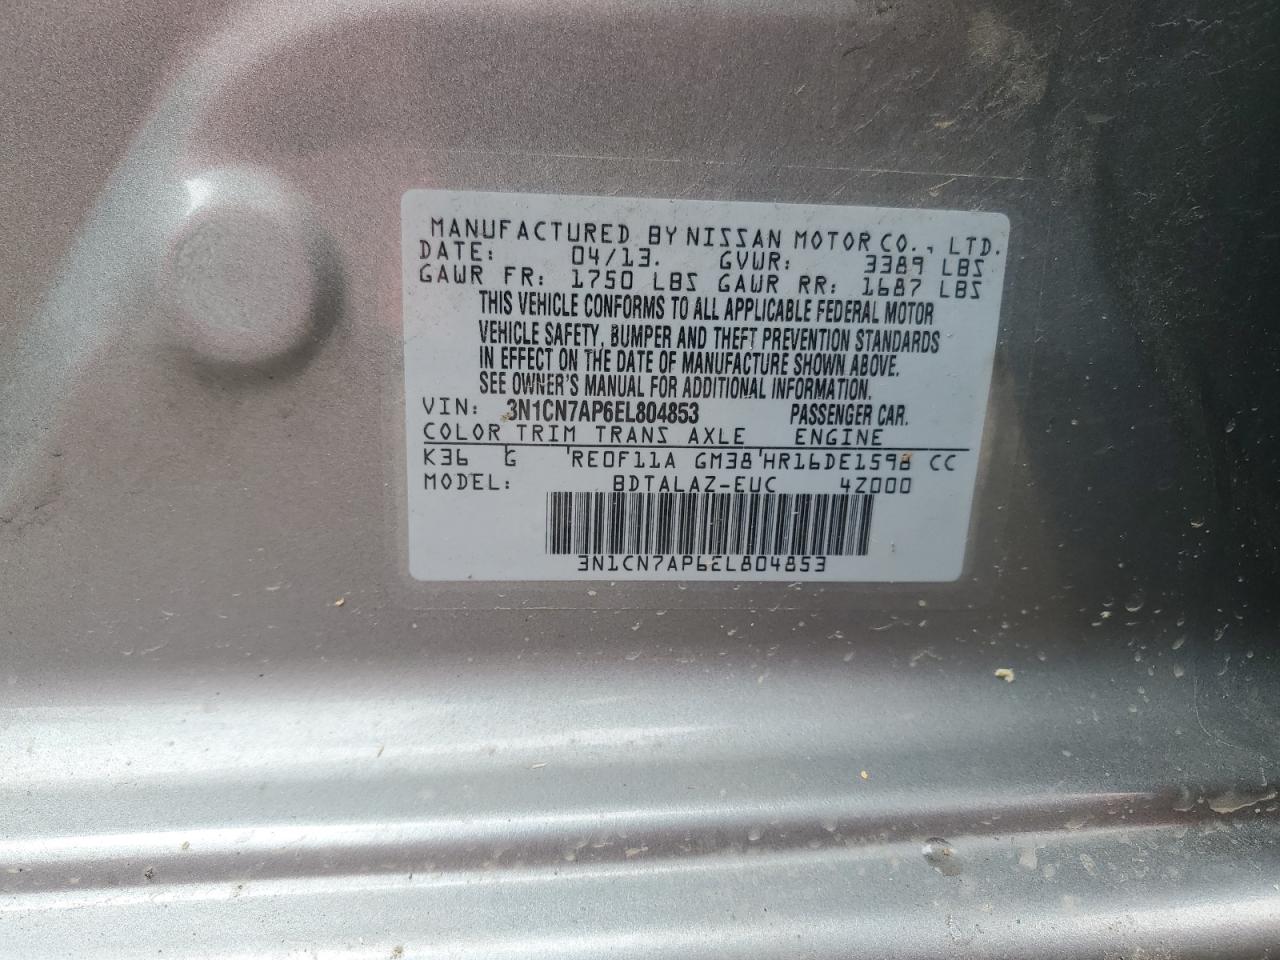 MANUFACTURED BY NISSAN MOTOR CO., LTD.
DATE: 04/13. GVWR: 3389 LBS
GAWR FR: 1750 LBS GAWR RR: 1687 LBS
THIS VEHICLE CONFORMS TO ALL APPLICABLE FEDERAL MOTOR
VEHICLE SAFETY, BUMPER AND THEFT PREVENTION STANDARDS
IN EFFECT ON THE DATE OF MANUFACTURE SHOWN ABOVE.
SEE OWNER'S MANUAL FOR ADDITIONAL INFORMATION.
VIN: 3N1CN7AP6EL804853 PASSENGER CAR.
COLOR TRIM TRANS AXLE ENGINE
K36 G 'RE0F11A GM38'HR16DE1598 CC
MODEL: BDTALAZ-EUC 4Z000
3N1CN7AP6EL804853